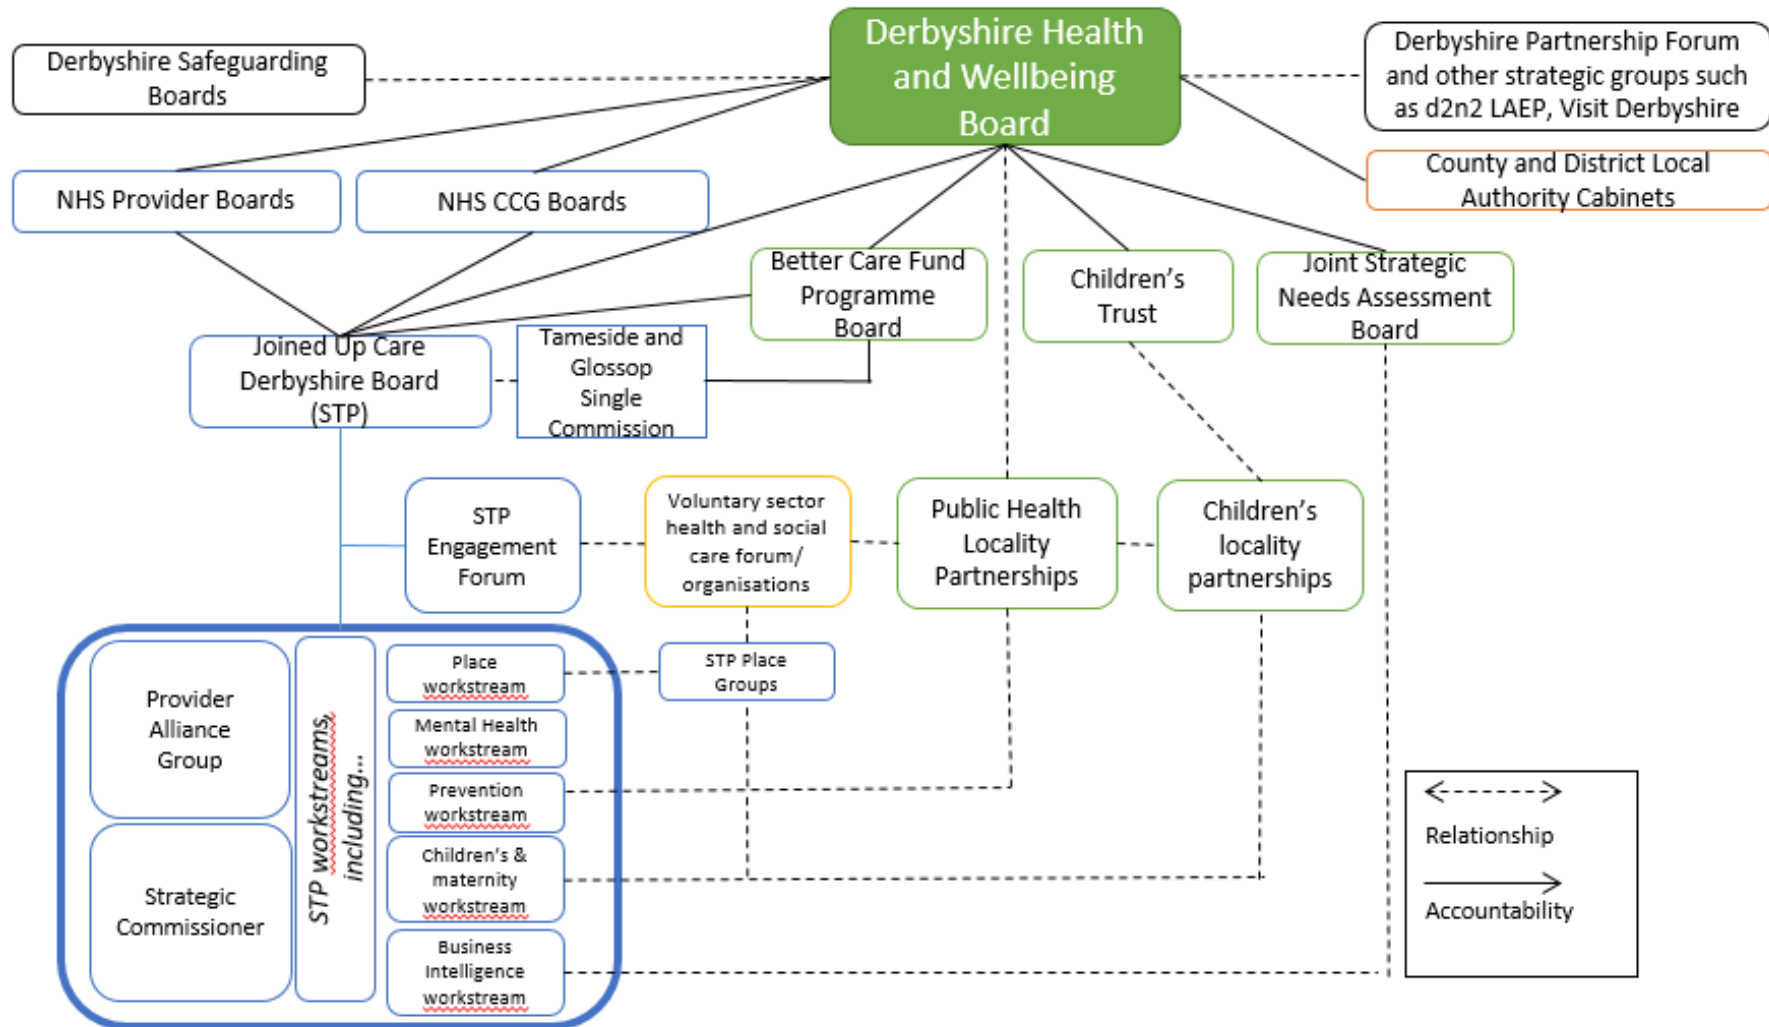 Derbyshire Health
and Wellbeing
Board
Derbyshire Safeguarding
Boards
Derbyshire Partnership Forum
and other strategic groups such
as d2n2 LAEP, Visit Derbyshire
County and District Local
Authority Cabinets
NHS Provider Boards
NHS CCG Boards
Better Care Fund
Programme
Board
Children’s
Trust
Joint Strategic
Needs Assessment
Board
Joined Up Care
Derbyshire Board
(STP)
Tameside and
Glossop
Single
Commission
STP
Engagement
Forum
Voluntary sector
health and social
care forum/
organisations
Public Health
Locality
Partnerships
Children’s
locality
partnerships
Provider
Alliance
Group
Strategic
Commissioner
STP workstreams,
including...
Place
workstream
Mental Health
workstream
Prevention
workstream
Children’s &
maternity
workstream
Business
Intelligence
workstream
STP Place
Groups
Relationship
Accountability